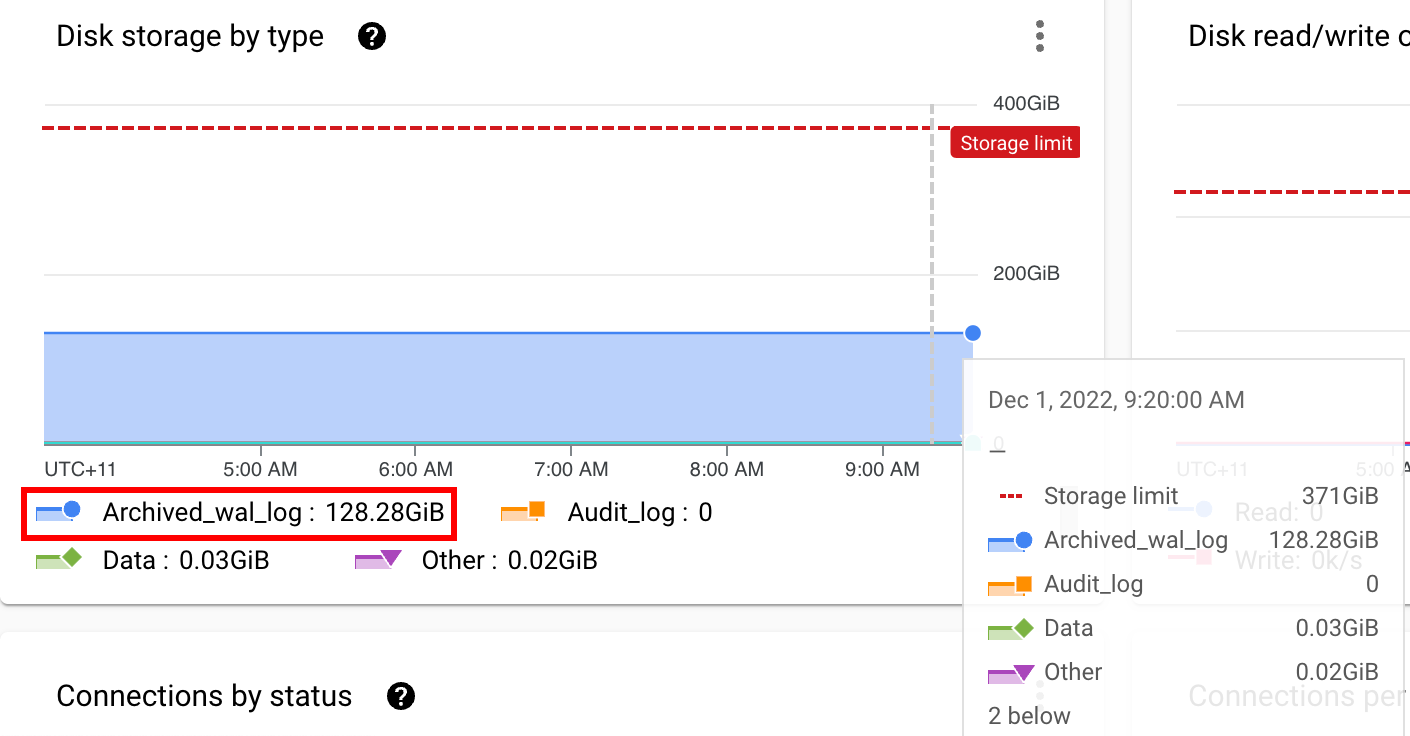 Disk storage by type ?
Disk read/write o
400GiB
Storage limit
200GiB
0
UTC+11 5:00 AM 6:00 AM 7:00 AM 8:00 AM 9:00 AM
Archived_wal_log : 128.28GiB Audit_log : 0
Data : 0.03GiB Other : 0.02GiB
Dec 1, 2022, 9:20:00 AM
Storage limit 371GiB
Archived_wal_log 128.28GiB
Audit_log 0
Data 0.03GiB
Other 0.02GiB
2 below
UTC+11 5:00 A
Read: 0
Write: 0k/s
Connections by status ?
Connections per